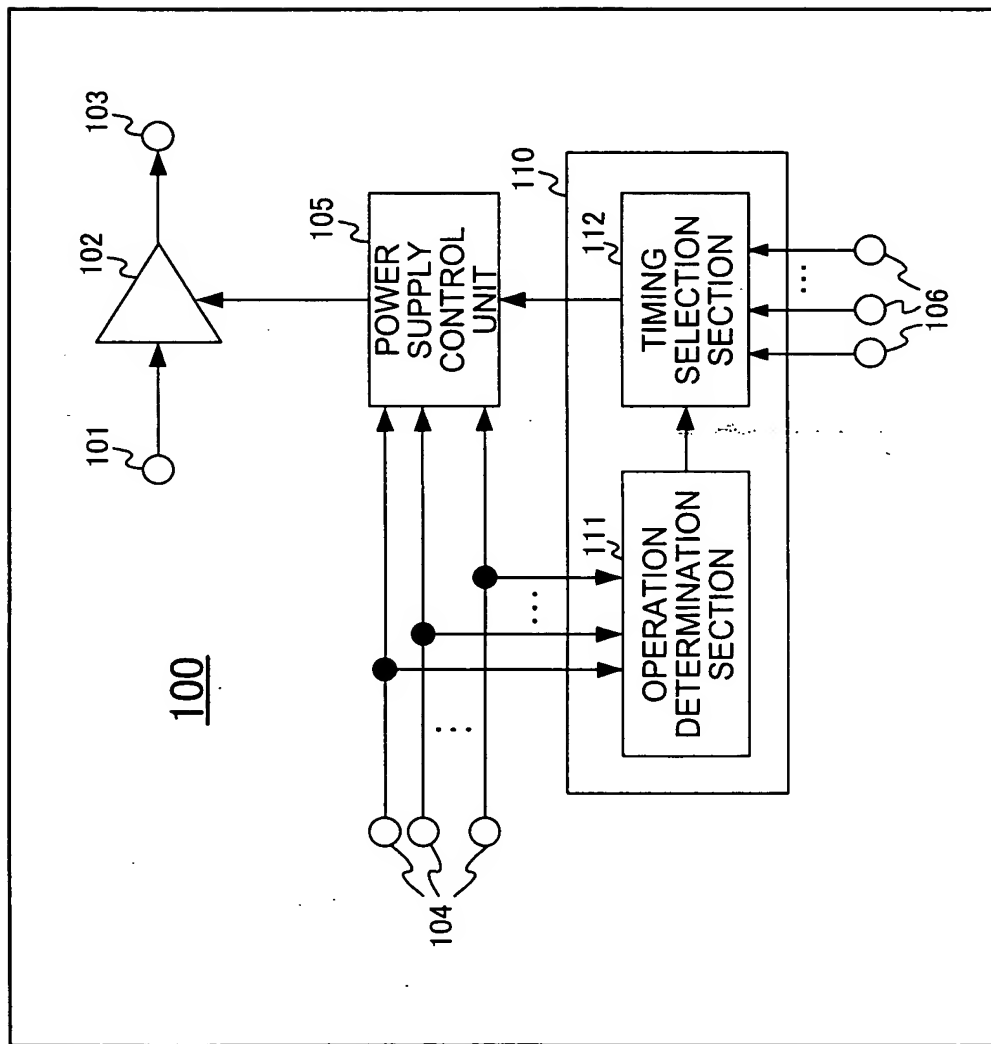 100
101
102
103
104
105
POWER
SUPPLY
CONTROL
UNIT
110
111
OPERATION
DETERMINATION
SECTION
112
TIMING
SELECTION
SECTION
106